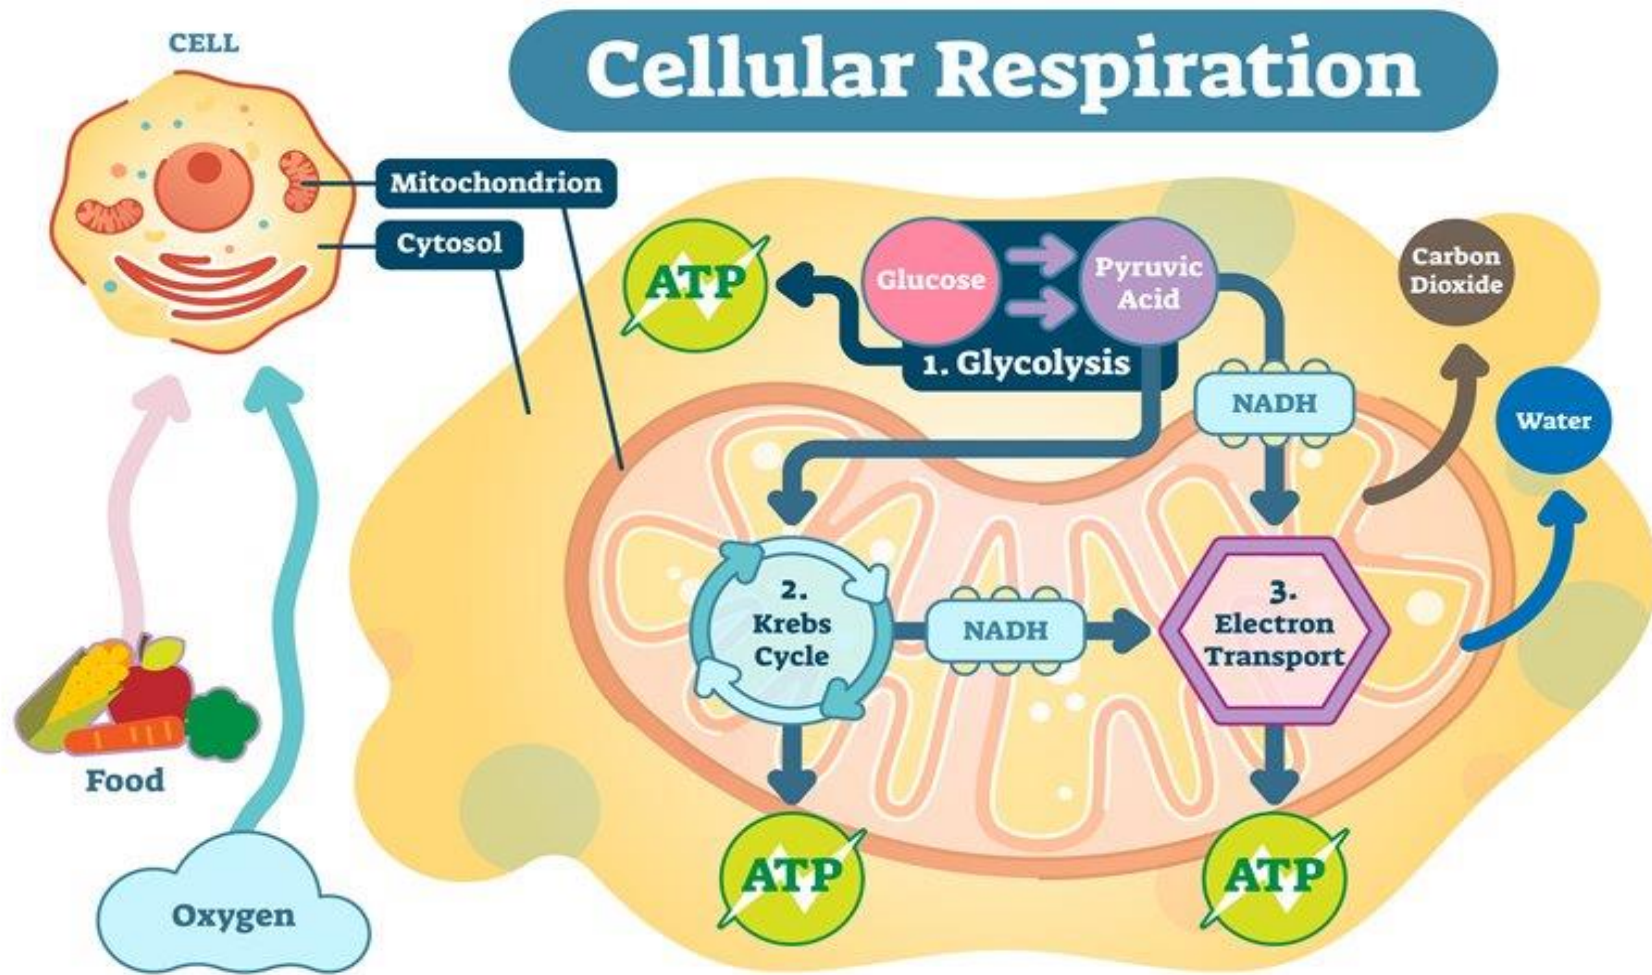 Cellular Respiration
CELL
Mitochondrion
Cytosol
ATP
Glucose
Pyruvic
Acid
1. Glycolysis
NADH
Carbon
Dioxide
Water
2.
Krebs
Cycle
NADH
3.
Electron
Transport
ATP
ATP
Food
Oxygen